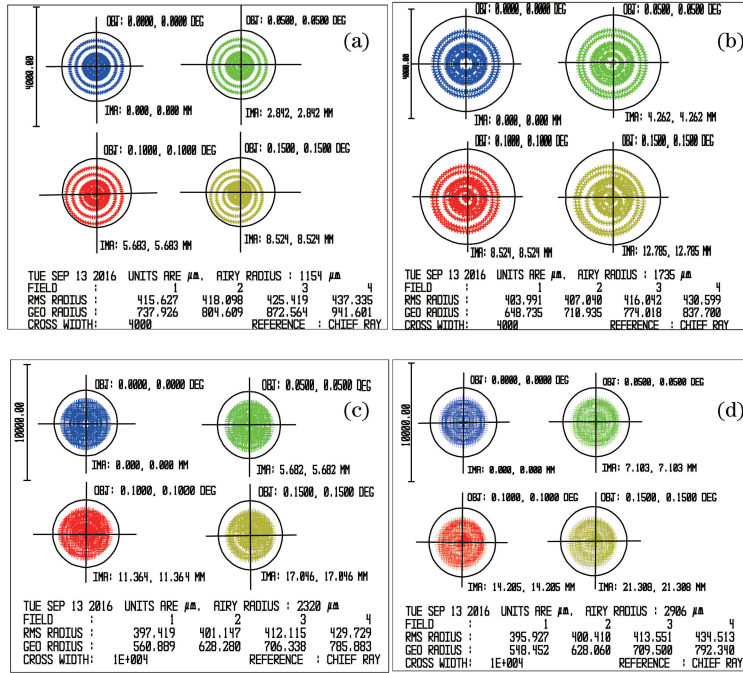 OBJ: 0.0000, 0.0000 DEG
OBJ: 0.0500, 0.0500 DEG
(a)
4000.00
IMA: 0.000, 0.000 MM
IMA: 2.842, 2.842 MM
OBJ: 0.1000, 0.1000 DEG
OBJ: 0.1500, 0.1500 DEG
IMA: 5.683, 5.683 MM
IMA: 8.524, 8.524 MM
TUE SEP 13 2016 UNITS ARE µm. AIRY RADIUS : 1154 µm
FIELD : 1 2 3 4
RMS RADIUS : 415.627 418.098 425.419 437.335
GEO RADIUS : 737.926 804.609 872.564 941.601
CROSS WIDTH: 4000 REFERENCE : CHIEF RAY
OBJ: 0.0000, 0.0000 DEG
OBJ: 0.0500, 0.0500 DEG
(b)
4000.00
IMA: 0.000, 0.000 MM
IMA: 4.262, 4.262 MM
OBJ: 0.1000, 0.1000 DEG
OBJ: 0.1500, 0.1500 DEG
IMA: 8.524, 8.524 MM
IMA: 12.785, 12.785 MM
TUE SEP 13 2016 UNITS ARE µm. AIRY RADIUS : 1735 µm
FIELD : 1 2 3 4
RMS RADIUS : 403.991 407.040 416.042 430.599
GEO RADIUS : 648.735 710.935 774.018 837.700
CROSS WIDTH: 4000 REFERENCE : CHIEF RAY
OBJ: 0.0000, 0.0000 DEG
OBJ: 0.0500, 0.0500 DEG
(c)
10000.00
IMA: 0.000, 0.000 MM
IMA: 5.682, 5.682 MM
OBJ: 0.1000, 0.1000 DEG
OBJ: 0.1500, 0.1500 DEG
IMA: 11.364, 11.364 MM
IMA: 17.046, 17.046 MM
TUE SEP 13 2016 UNITS ARE µm. AIRY RADIUS : 2320 µm
FIELD : 1 2 3 4
RMS RADIUS : 397.419 401.147 412.115 429.729
GEO RADIUS : 560.889 628.280 706.338 785.883
CROSS WIDTH: 1E+004 REFERENCE : CHIEF RAY
OBJ: 0.0000, 0.0000 DEG
OBJ: 0.0500, 0.0500 DEG
(d)
10000.00
IMA: 0.000, 0.000 MM
IMA: 7.103, 7.103 MM
OBJ: 0.1000, 0.1000 DEG
OBJ: 0.1500, 0.1500 DEG
IMA: 14.205, 14.205 MM
IMA: 21.308, 21.308 MM
TUE SEP 13 2016 UNITS ARE µm. AIRY RADIUS : 2906 µm
FIELD : 1 2 3 4
RMS RADIUS : 395.927 400.410 413.551 434.513
GEO RADIUS : 548.452 628.060 709.500 792.340
CROSS WIDTH: 1E+004 REFERENCE : CHIEF RAY